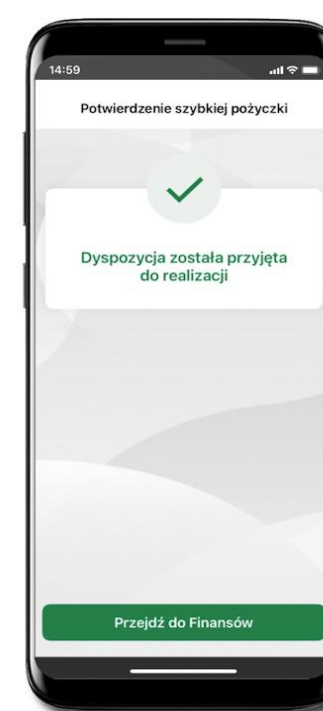 14:59
Potwierdzenie szybkiej pożyczki
Dyspozycja została przyjęta
do realizacji
Przejdź do Finansów